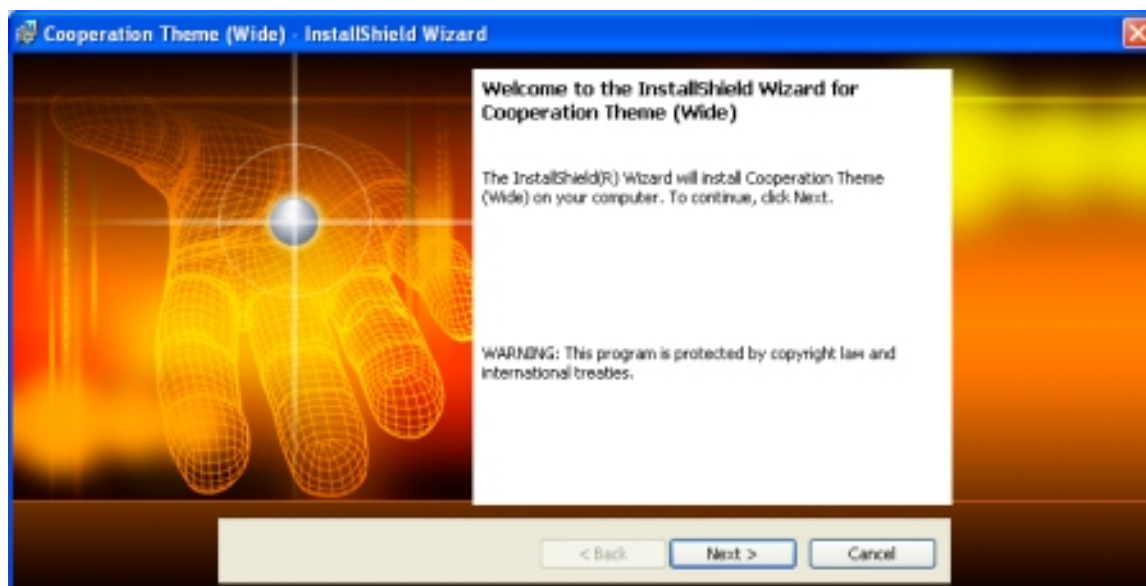 Cooperation Theme (Wide) - InstallShield Wizard
Welcome to the InstallShield Wizard for
Cooperation Theme (Wide)
The InstallShield(R) Wizard will install Cooperation Theme
(Wide) on your computer. To continue, click Next.
WARNING: This program is protected by copyright law and
international treaties.
< Back
Next >
Cancel